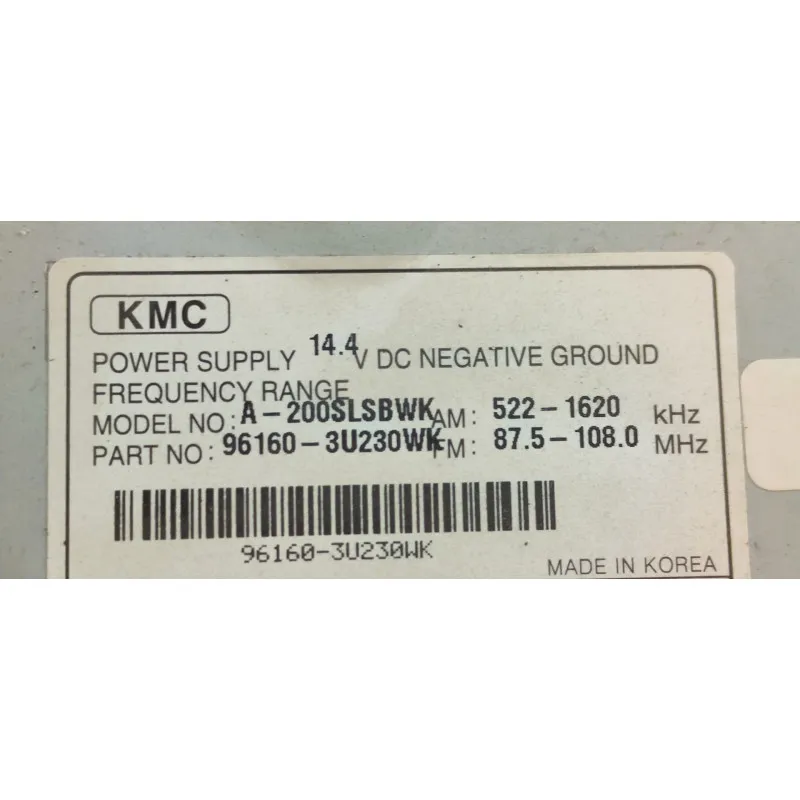 KMC
POWER SUPPLY 14.4 V DC NEGATIVE GROUND
FREQUENCY RANGE
MODEL NO: A-200SLSBWK AM: 522-1620 kHz
PART NO: 96160-3U230WK FM: 87.5-108.0 MHz
96160-3U230WK
MADE IN KOREA